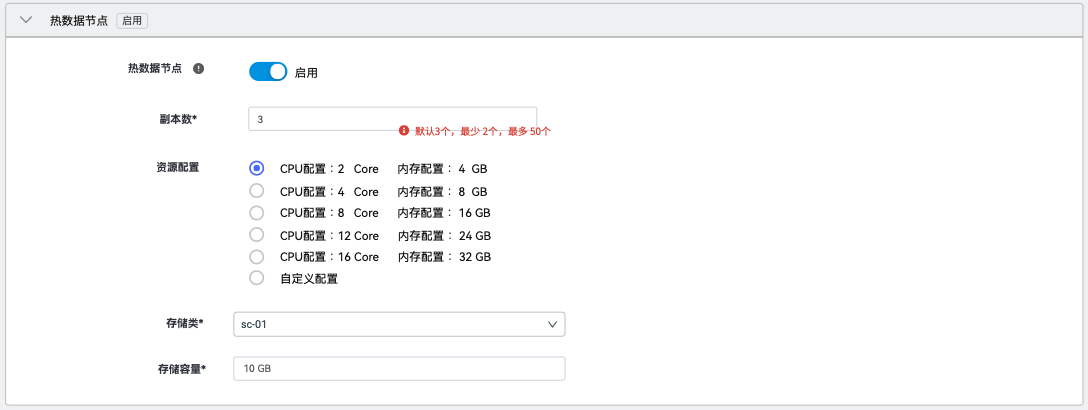 热数据节点 启用
热数据节点 启用
副本数* 3
默认3个，最少 2个，最多 50个
资源配置 CPU配置：2 Core 内存配置： 4 GB
CPU配置：4 Core 内存配置： 8 GB
CPU配置：8 Core 内存配置： 16 GB
CPU配置：12 Core 内存配置： 24 GB
CPU配置：16 Core 内存配置： 32 GB
自定义配置
存储类* sc-01
存储容量* 10 GB